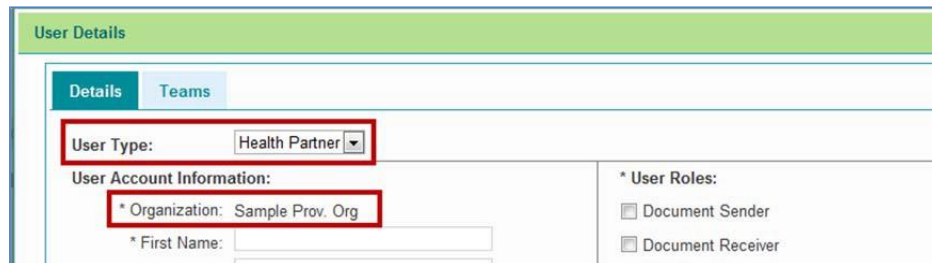 User Details
Details Teams
User Type: Health Partner
User Account Information:
* Organization: Sample Prov. Org
* First Name:
* User Roles:
Document Sender
Document Receiver